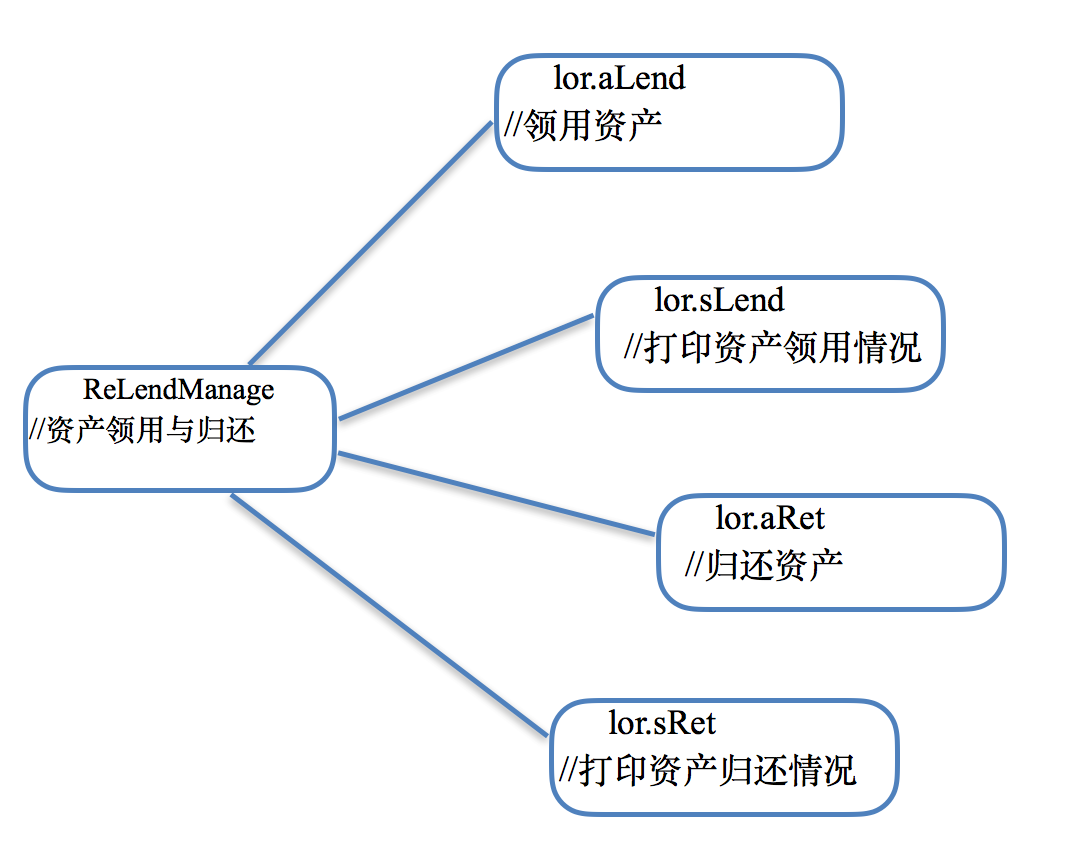 lor.aLend
//领用资产
lor.sLend
//打印资产领用情况
ReLendManage
//资产领用与归还
lor.aRet
//归还资产
lor.sRet
//打印资产归还情况